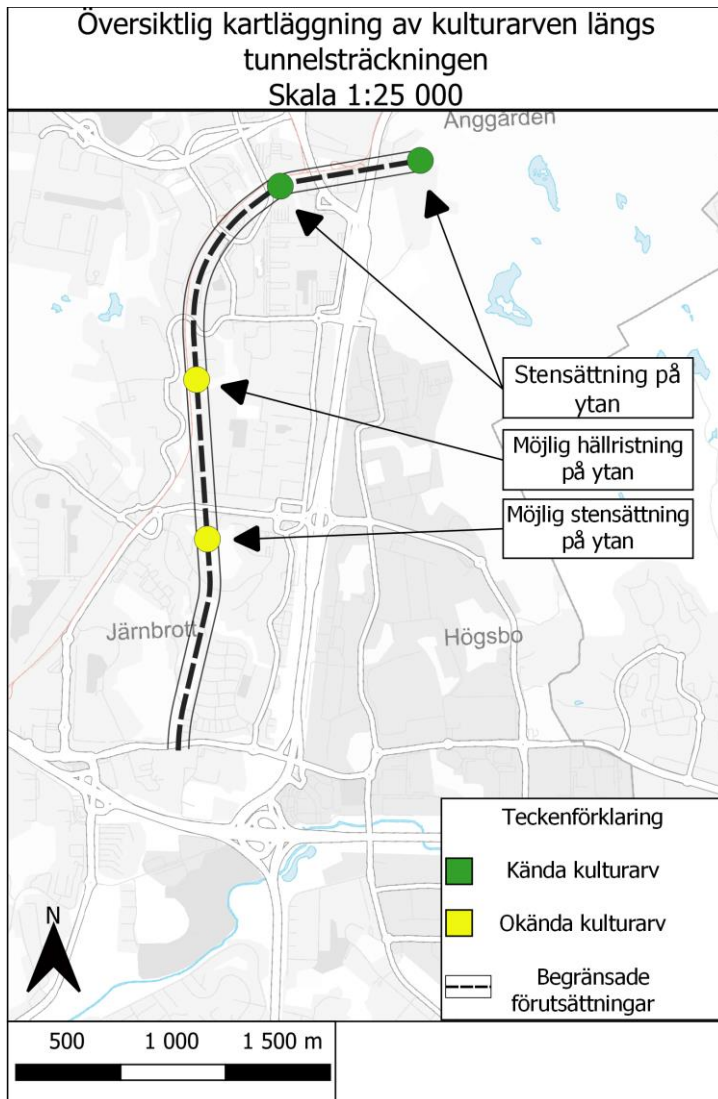 Översiktlig kartläggning av kulturarven längs
tunnelsträckningen
Skala 1:25 000
Änggården
Stensättning på
ytan
Möjlig hällristning
på ytan
Möjlig stensättning
på ytan
Järnbrott
Högsbo
Teckenförklaring
Kända kulturarv
Okända kulturarv
Begränsade
förutsättningar
N
500 1 000 1 500 m